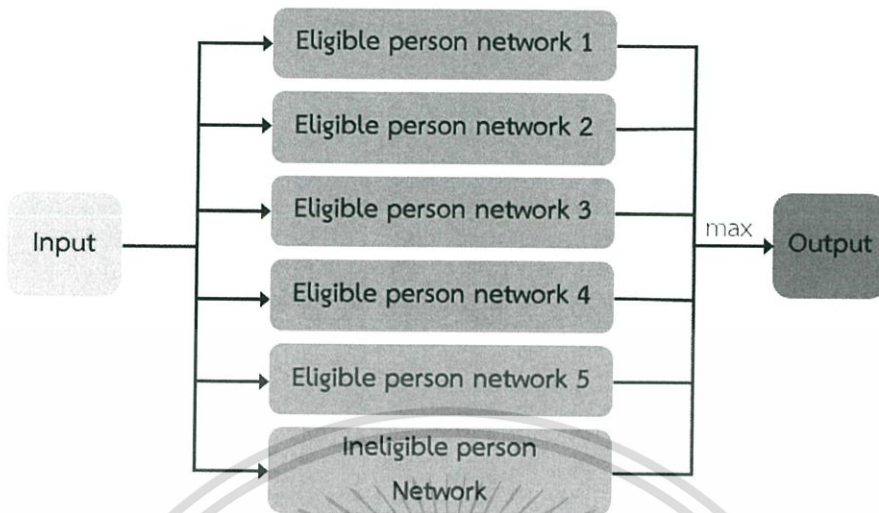 Eligible person network 1
Eligible person network 2
Eligible person network 3
Input
max
Output
Eligible person network 4
Eligible person network 5
Ineligible person
Network